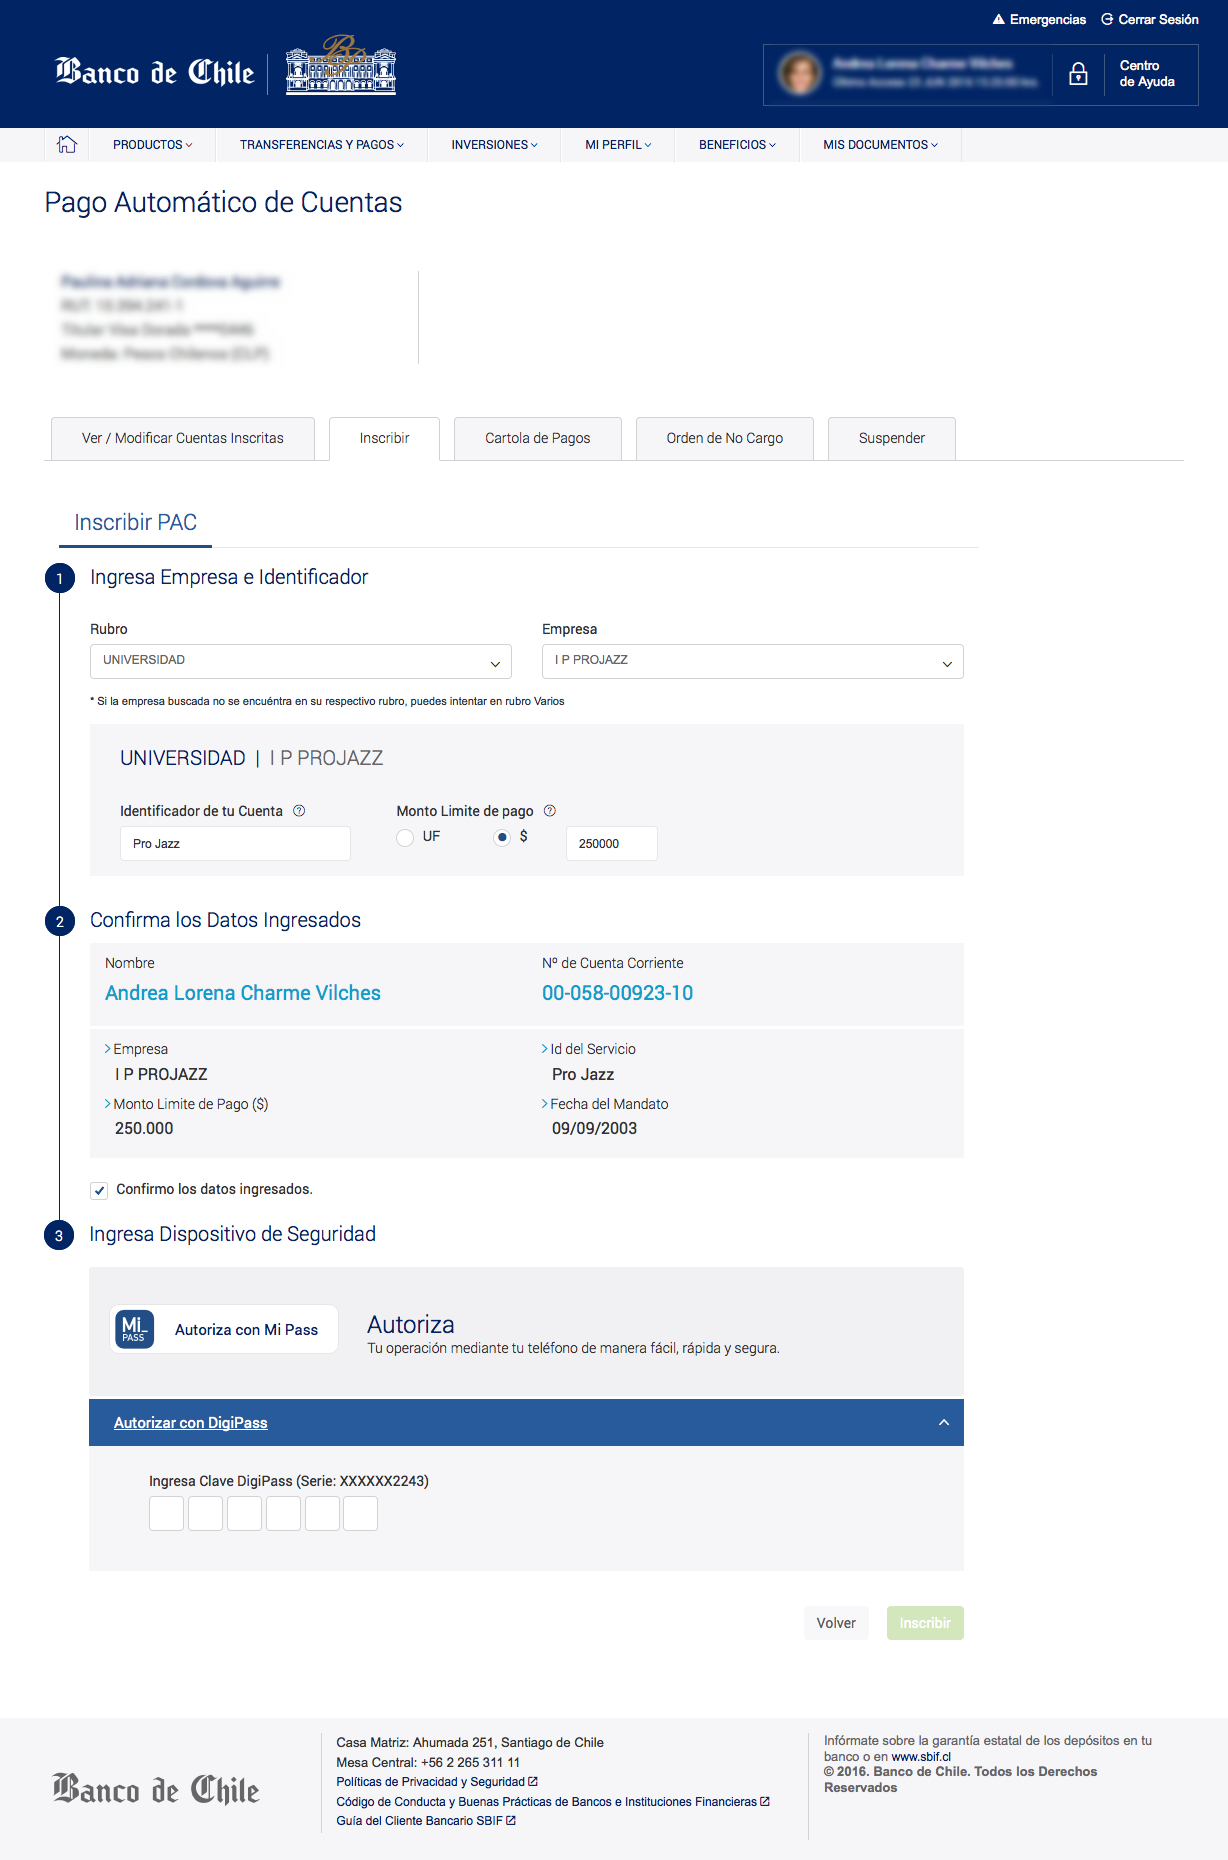 Emergencias
Cerrar Sesión
Banco de Chile
Centro
de Ayuda
PRODUCTOS
TRANSFERENCIAS Y PAGOS
INVERSIONES
MI PERFIL
BENEFICIOS
MIS DOCUMENTOS
Pago Automático de Cuentas
Ver / Modificar Cuentas Inscritas
Inscribir
Cartola de Pagos
Orden de No Cargo
Suspender
Inscribir PAC
1 Ingresa Empresa e Identificador
Rubro
Empresa
UNIVERSIDAD
I P PROJAZZ
* Si la empresa buscada no se encuéntra en su respectivo rubro, puedes intentar en rubro Varios
UNIVERSIDAD | I P PROJAZZ
Identificador de tu Cuenta ?
Monto Limite de pago ?
Pro Jazz
UF
$
250000
2 Confirma los Datos Ingresados
Nombre
Nº de Cuenta Corriente
Andrea Lorena Charme Vilches
00-058-00923-10
Empresa
Id del Servicio
I P PROJAZZ
Pro Jazz
Monto Limite de Pago ($)
Fecha del Mandato
250.000
09/09/2003
Confirmo los datos ingresados.
3 Ingresa Dispositivo de Seguridad
Mi_
PASS
Autoriza con Mi Pass
Autoriza
Tu operación mediante tu teléfono de manera fácil, rápida y segura.
Autorizar con DigiPass
Ingresa Clave DigiPass (Serie: XXXXXX2243)
Volver
Inscribir
Banco de Chile
Casa Matriz: Ahumada 251, Santiago de Chile
Mesa Central: +56 2 265 311 11
Políticas de Privacidad y Seguridad
Código de Conducta y Buenas Prácticas de Bancos e Instituciones Financieras
Guía del Cliente Bancario SBIF
Infórmate sobre la garantía estatal de los depósitos en tu
banco o en www.sbif.cl
© 2016. Banco de Chile. Todos los Derechos
Reservados